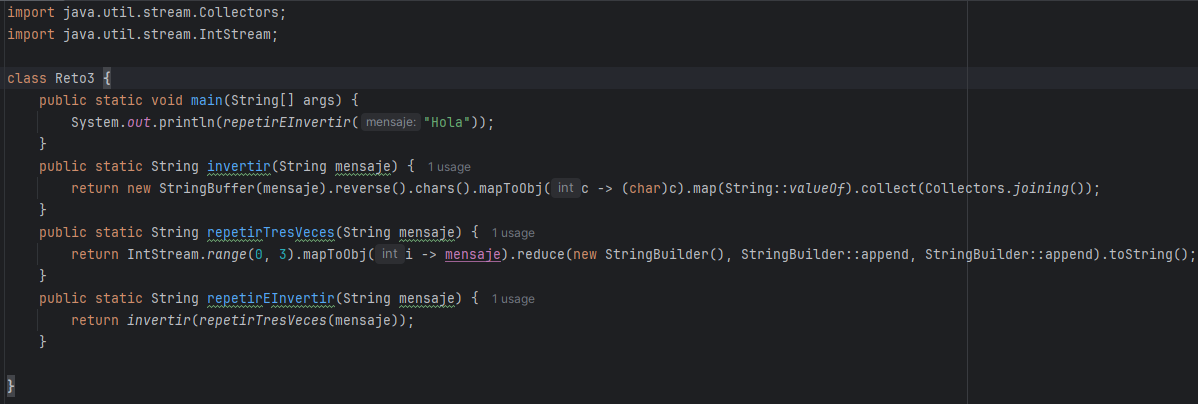 import java.util.stream.Collectors;
import java.util.stream.IntStream;
class Reto3 {
public static void main(String[] args) {
System.out.println(repetirEInvertir( mensaje: "Hola"));
}
public static String invertir(String mensaje) { 1 usage
return new StringBuffer(mensaje).reverse().chars().mapToObj( int c -> (char)c).map(String::valueOf).collect(Collectors.joining());
}
public static String repetirTresVeces(String mensaje) { 1 usage
return IntStream.range(0, 3).mapToObj( int i -> mensaje).reduce(new StringBuilder(), StringBuilder::append, StringBuilder::append).toString();
}
public static String repetirEInvertir(String mensaje) { 1 usage
return invertir(repetirTresVeces(mensaje));
}
}